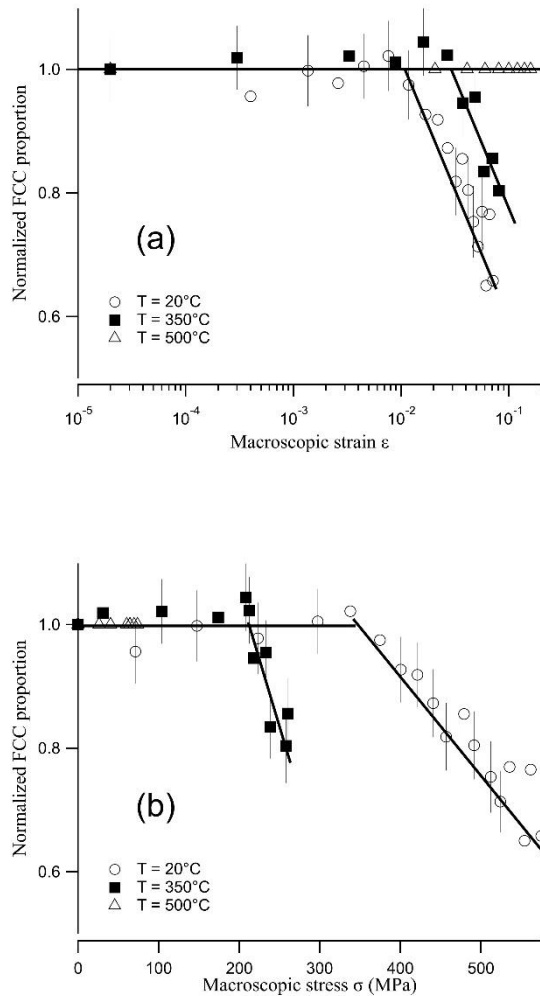 Normalized FCC proportion
1.0
0.8
0.6
(a)
T = 20°C
T = 350°C
T = 500°C
10-5 10-4 10-3 10-2 10-1
Macroscopic strain ε
Normalized FCC proportion
1.0
0.8
0.6
(b)
T = 20°C
T = 350°C
T = 500°C
0 100 200 300 400 500
Macroscopic stress σ (MPa)